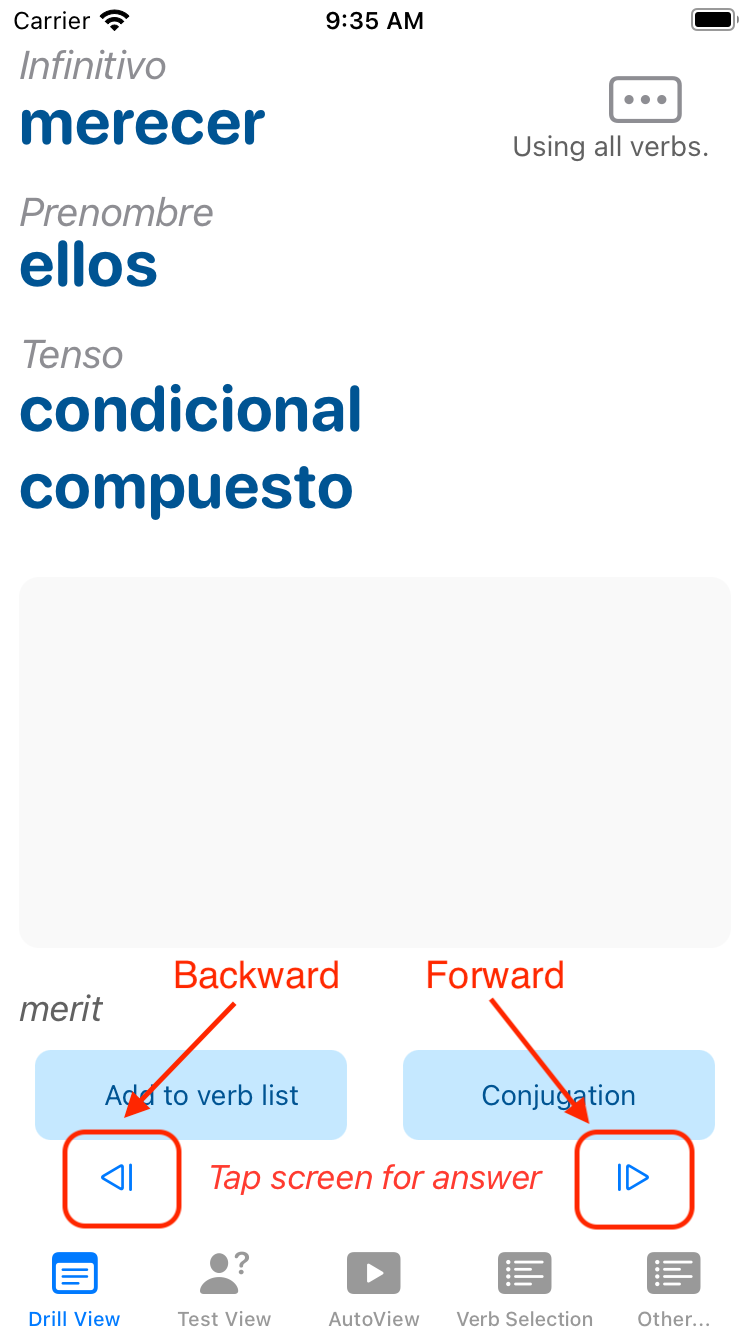 Carrier 9:35 AM
Infinitivo
merecer
Using all verbs.
Prenombre
ellos
Tenso
condicional
compuesto
Backward Forward
merit
Add to verb list Conjugation
Tap screen for answer
?
Drill View Test View AutoView Verb Selection Other...